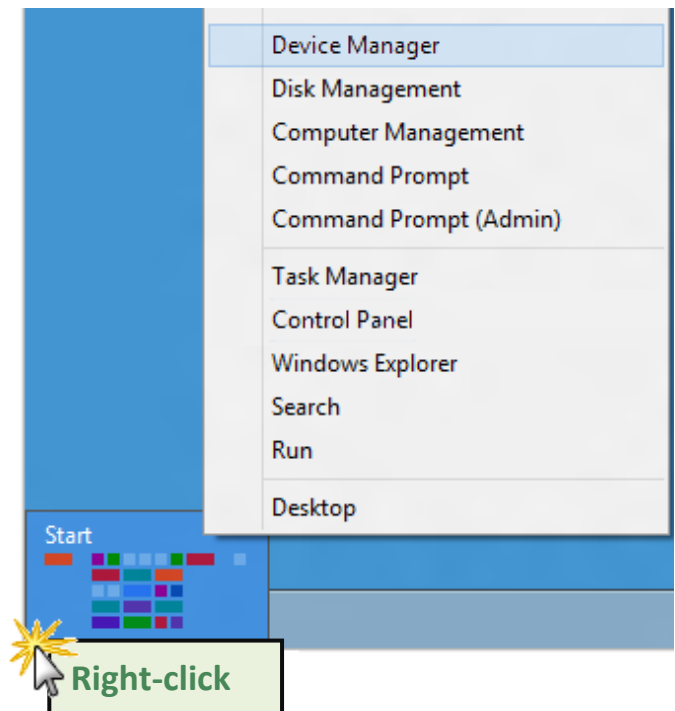 Device Manager
Disk Management
Computer Management
Command Prompt
Command Prompt (Admin)
Task Manager
Control Panel
Windows Explorer
Search
Run
Desktop
Start
Right-click